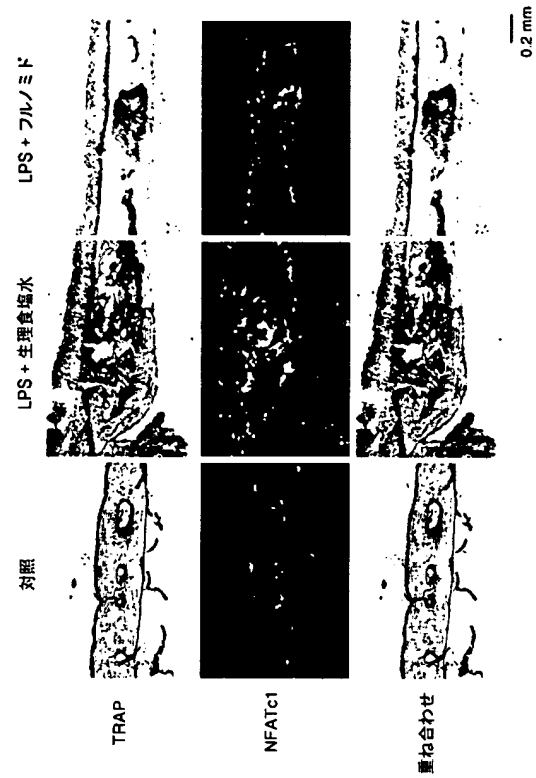 対照
LPS + 生理食塩水
LPS + フルノミド
TRAP
NFATc1
重ね合わせ
0.2 mm